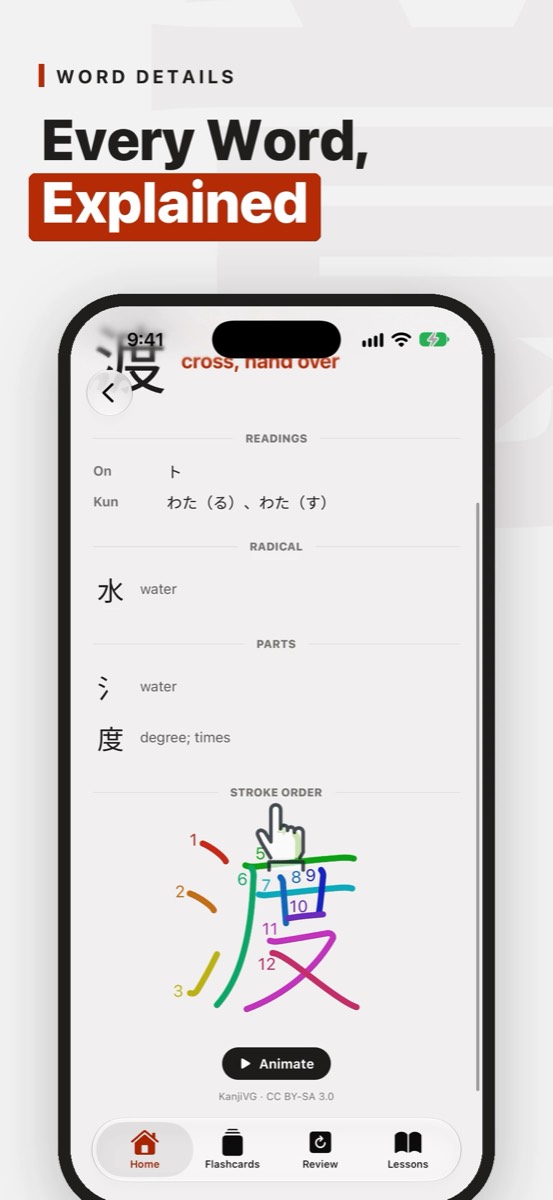 WORD DETAILS
Every Word,
Explained
9:41
渡 cross, hand over
READINGS
On ト
Kun わた（る）、わた（す）
RADICAL
水 water
PARTS
氵 water
度 degree; times
STROKE ORDER
1
5
6 7 8 9
2
10
11
12
3
渡
Animate
KanjiVG · CC BY-SA 3.0
Home Flashcards Review Lessons